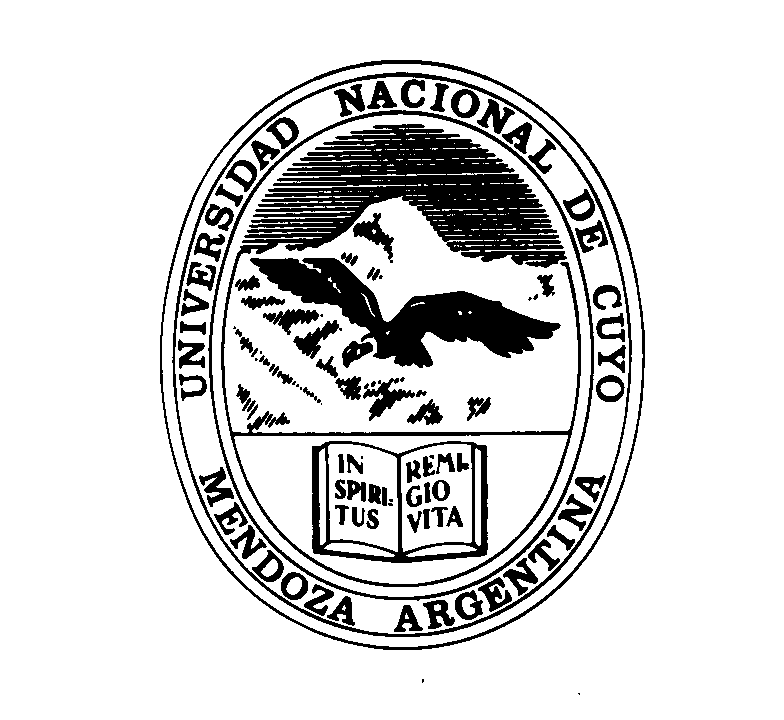 UNIVERSIDAD NACIONAL DE CUYO
IN
SPIRI-
TUS
REMI-
GIO
VITA
MENDOZA ARGENTINA